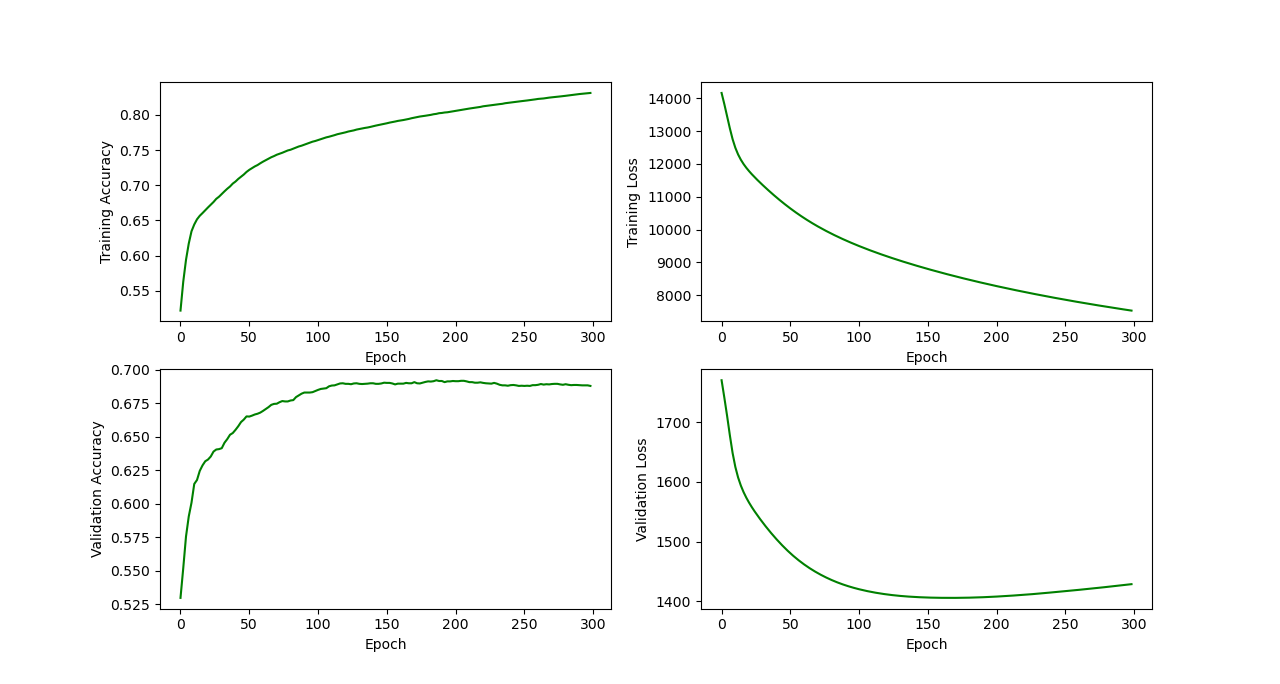 Training Accuracy
0.80
0.75
0.70
0.65
0.60
0.55
0 50 100 150 200 250 300
Epoch
Training Loss
14000
13000
12000
11000
10000
9000
8000
0 50 100 150 200 250 300
Epoch
Validation Accuracy
0.700
0.675
0.650
0.625
0.600
0.575
0.550
0.525
0 50 100 150 200 250 300
Epoch
Validation Loss
1700
1600
1500
1400
0 50 100 150 200 250 300
Epoch